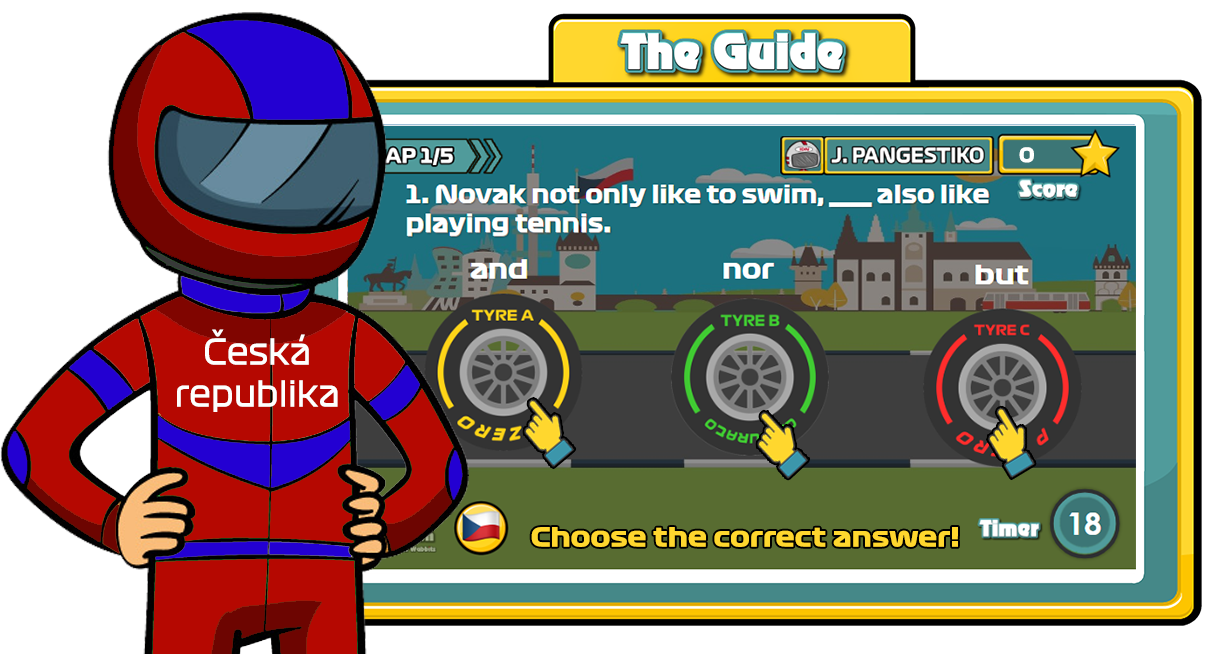 The Guide
AP 1/5
J. PANGESTIKO
0
Score
1. Novak not only like to swim, ___ also like
playing tennis.
and
nor
but
TYRE A
TYRE B
TYRE C
ZERO
Česká
republika
Choose the correct answer!
Timer
18